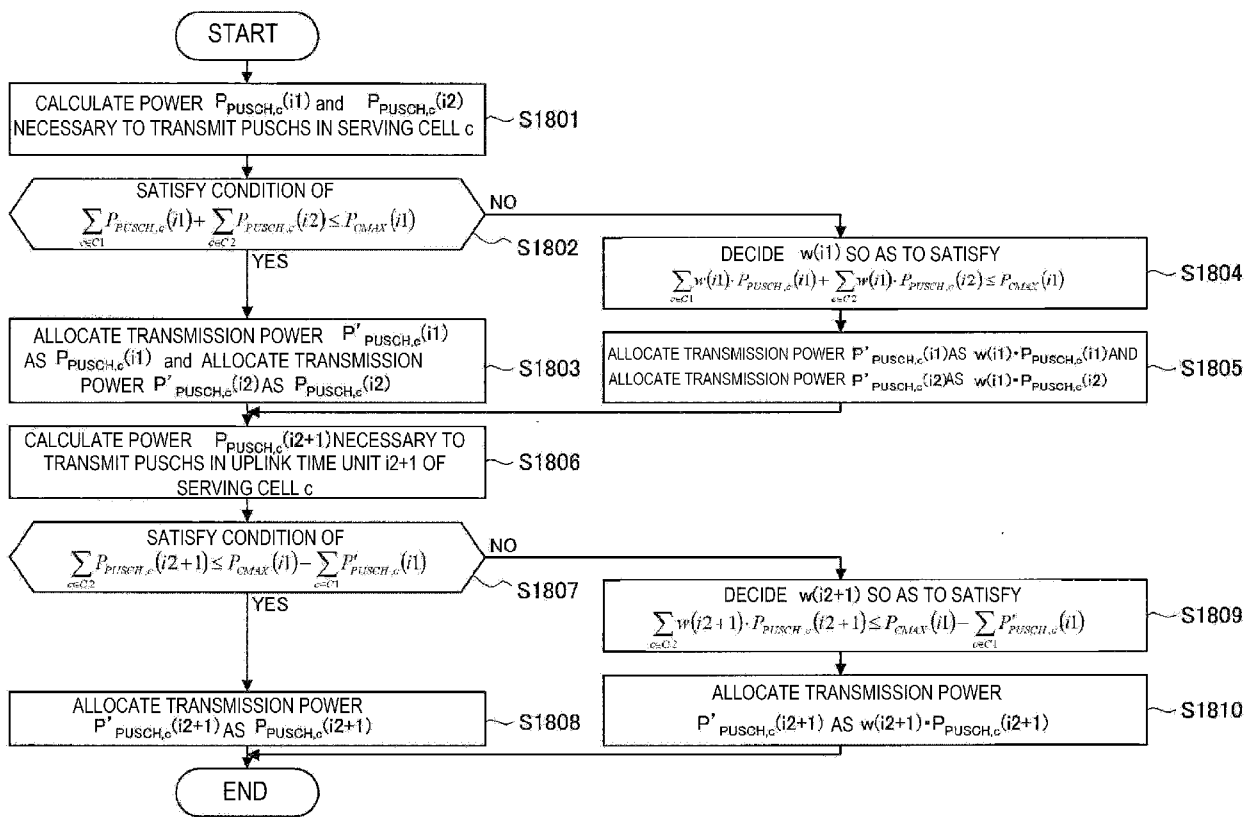 START
CALCULATE POWER P_PUSCH,c(i1) and P_PUSCH,c(i2)
NECESSARY TO TRANSMIT PUSCHS IN SERVING CELL c
S1801
SATISFY CONDITION OF
∑_{c∈C1} P_PUSCH,c(i1) + ∑_{c∈C2} P_PUSCH,c(i2) ≤ P_CMAX(i1)
S1802
NO
YES
DECIDE w(i1) SO AS TO SATISFY
∑_{c∈C1} w(i1)·P_PUSCH,c(i1) + ∑_{c∈C2} w(i1)·P_PUSCH,c(i2) ≤ P_CMAX(i1)
S1804
ALLOCATE TRANSMISSION POWER P'_PUSCH,c(i1)
AS P_PUSCH,c(i1) and ALLOCATE TRANSMISSION
POWER P'_PUSCH,c(i2) AS P_PUSCH,c(i2)
S1803
ALLOCATE TRANSMISSION POWER P'_PUSCH,c(i1) AS w(i1)·P_PUSCH,c(i1) AND
ALLOCATE TRANSMISSION POWER P'_PUSCH,c(i2) AS w(i1)·P_PUSCH,c(i2)
S1805
CALCULATE POWER P_PUSCH,c(i2+1) NECESSARY TO
TRANSMIT PUSCHS IN UPLINK TIME UNIT i2+1 OF
SERVING CELL c
S1806
SATISFY CONDITION OF
∑_{c∈C2} P_PUSCH,c(i2+1) ≤ P_CMAX(i1) − ∑_{c∈C1} P'_PUSCH,c(i1)
S1807
NO
YES
DECIDE w(i2+1) SO AS TO SATISFY
∑_{c∈C2} w(i2+1)·P_PUSCH,c(i2+1) ≤ P_CMAX(i1) − ∑_{c∈C1} P'_PUSCH,c(i1)
S1809
ALLOCATE TRANSMISSION POWER
P'_PUSCH,c(i2+1) AS P_PUSCH,c(i2+1)
S1808
ALLOCATE TRANSMISSION POWER
P'_PUSCH,c(i2+1) AS w(i2+1)·P_PUSCH,c(i2+1)
S1810
END